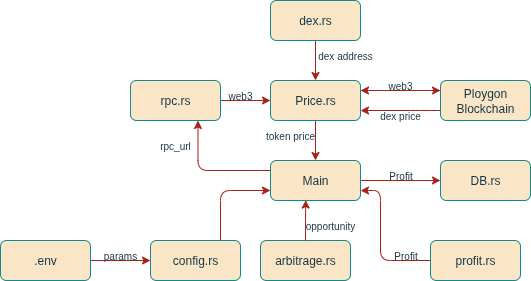 dex.rs
dex address
rpc.rs
web3
Price.rs
web3
dex price
Ploygon
Blockchain
rpc_url
token price
Main
Profit
DB.rs
opportunity
.env
params
config.rs
arbitrage.rs
Profit
profit.rs